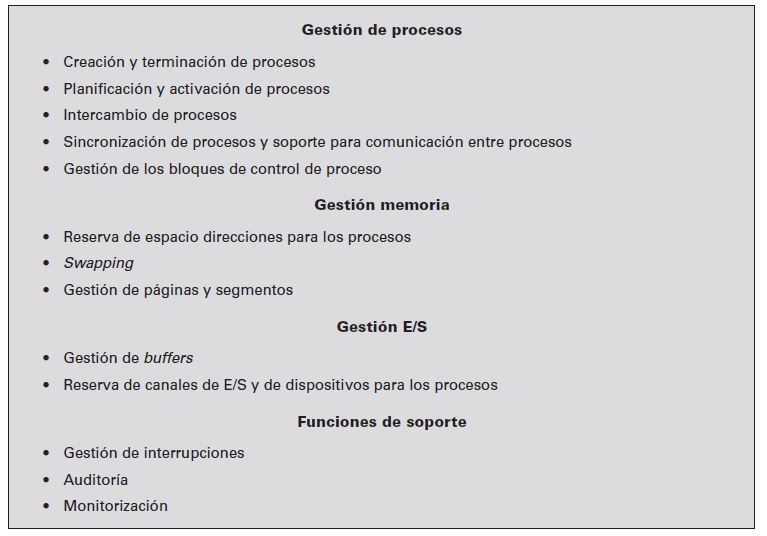 Gestión de procesos
• Creación y terminación de procesos
• Planificación y activación de procesos
• Intercambio de procesos
• Sincronización de procesos y soporte para comunicación entre procesos
• Gestión de los bloques de control de proceso
Gestión memoria
• Reserva de espacio direcciones para los procesos
• Swapping
• Gestión de páginas y segmentos
Gestión E/S
• Gestión de buffers
• Reserva de canales de E/S y de dispositivos para los procesos
Funciones de soporte
• Gestión de interrupciones
• Auditoría
• Monitorización